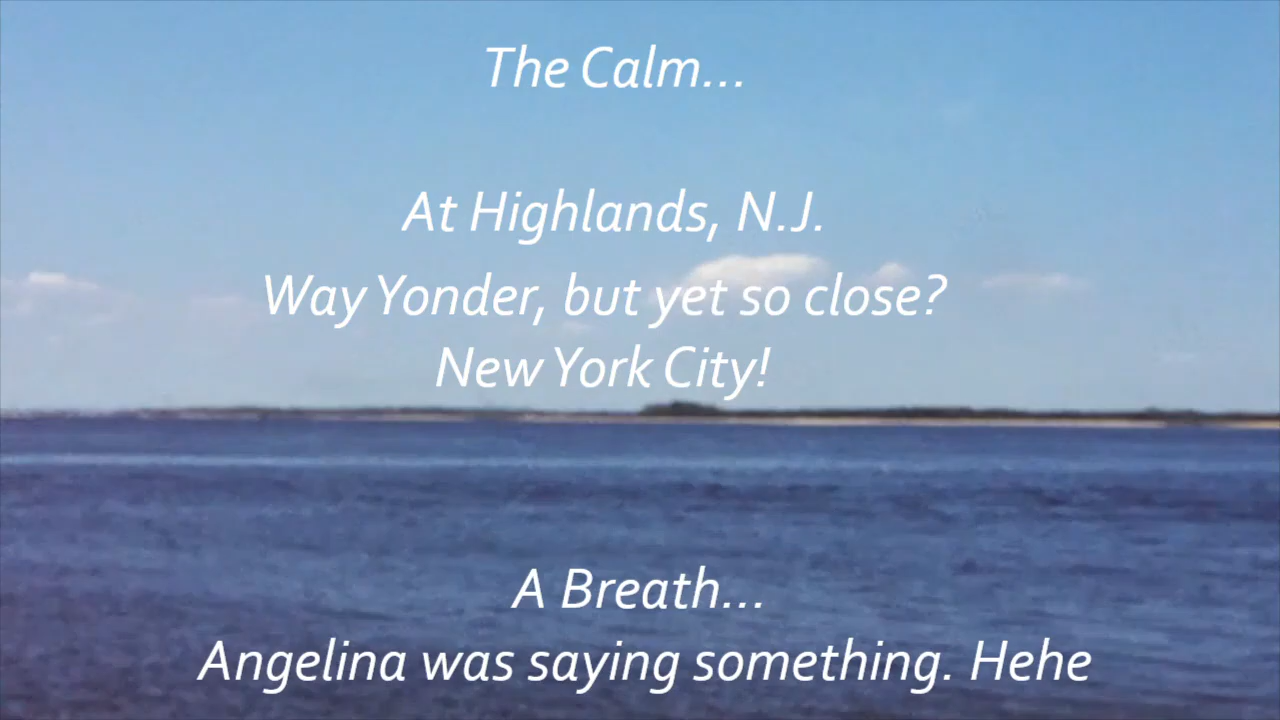 The Calm...
At Highlands, N.J.
Way Yonder, but yet so close?
New York City!
A Breath...
Angelina was saying something. Hehe